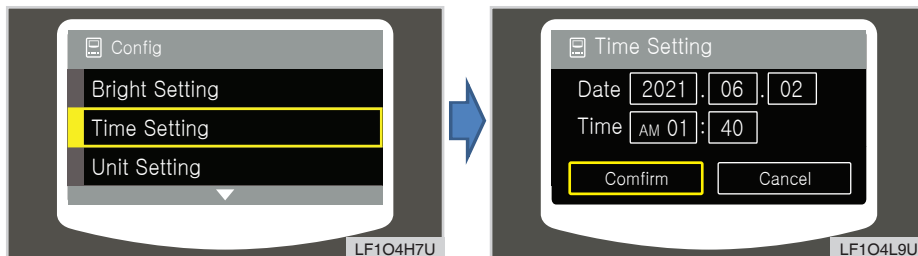 Config
Bright Setting
Time Setting
Unit Setting
LF1O4H7U
Time Setting
Date 2021 . 06 . 02
Time AM 01 : 40
Comfirm Cancel
LF1O4L9U